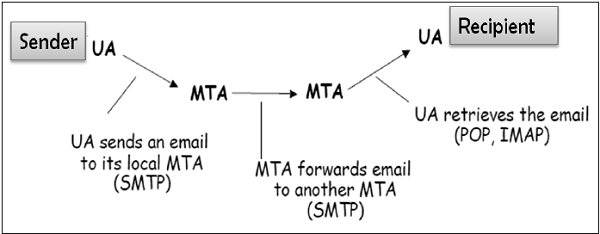 Sender
UA
UA
Recipient
MTA
MTA
UA sends an email
to its local MTA
(SMTP)
MTA forwards email
to another MTA
(SMTP)
UA retrieves the email
(POP, IMAP)